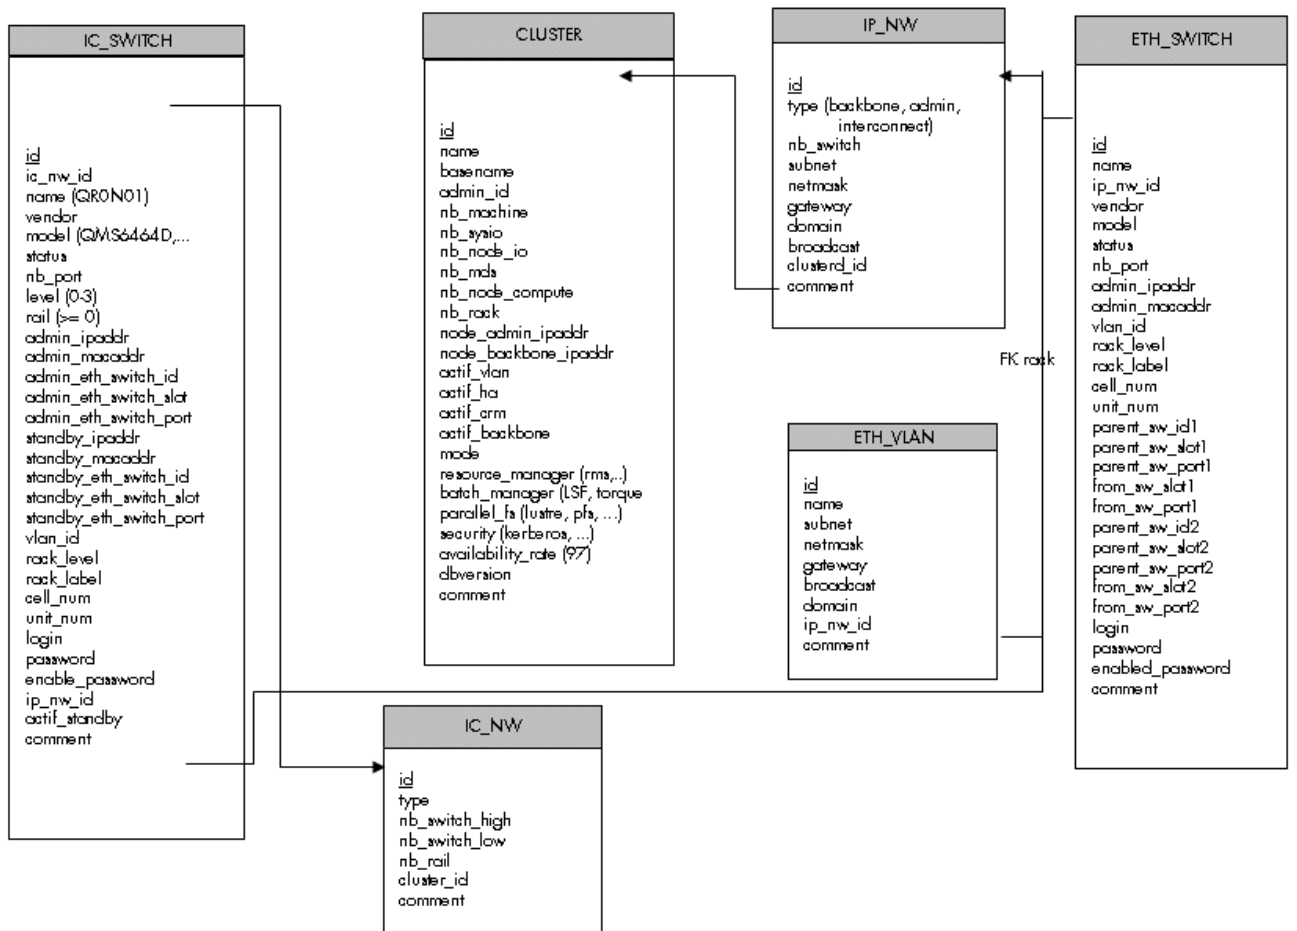 IC_SWITCH
id
ic_nw_id
name (QR0N01)
vendor
model (QMS6464D,...
status
nb_port
level (0-3)
rail (>= 0)
admin_ipaddr
admin_macaddr
admin_eth_switch_id
admin_eth_switch_slot
admin_eth_switch_port
standby_ipaddr
standby_macaddr
standby_eth_switch_id
standby_eth_switch_slot
standby_eth_switch_port
vlan_id
rack_level
rack_label
cell_num
unit_num
login
password
enable_password
ip_nw_id
actif_standby
comment
CLUSTER
id
name
basename
admin_id
nb_machine
nb_sysio
nb_node_io
nb_mds
nb_node_compute
nb_rack
node_admin_ipaddr
node_backbone_ipaddr
actif_vlan
actif_ha
actif_crm
actif_backbone
mode
resource_manager (rms,..)
batch_manager (LSF, torque
parallel_fs (lustre, pfs, ...)
security (kerberos, ...)
availability_rate (97)
dbversion
comment
IP_NW
id
type (backbone, admin,
interconnect)
nb_switch
subnet
netmask
gateway
domain
broadcast
clusterd_id
comment
FK rack
ETH_SWITCH
id
name
ip_nw_id
vendor
model
status
nb_port
admin_ipaddr
admin_macaddr
vlan_id
rack_level
rack_label
cell_num
unit_num
parent_sw_id1
parent_sw_slot1
parent_sw_port1
from_sw_slot1
from_sw_port1
parent_sw_id2
parent_sw_slot2
parent_sw_port2
from_sw_slot2
from_sw_port2
login
password
enabled_password
comment
ETH_VLAN
id
name
subnet
netmask
gateway
broadcast
domain
ip_nw_id
comment
IC_NW
id
type
nb_switch_high
nb_switch_low
nb_rail
cluster_id
comment